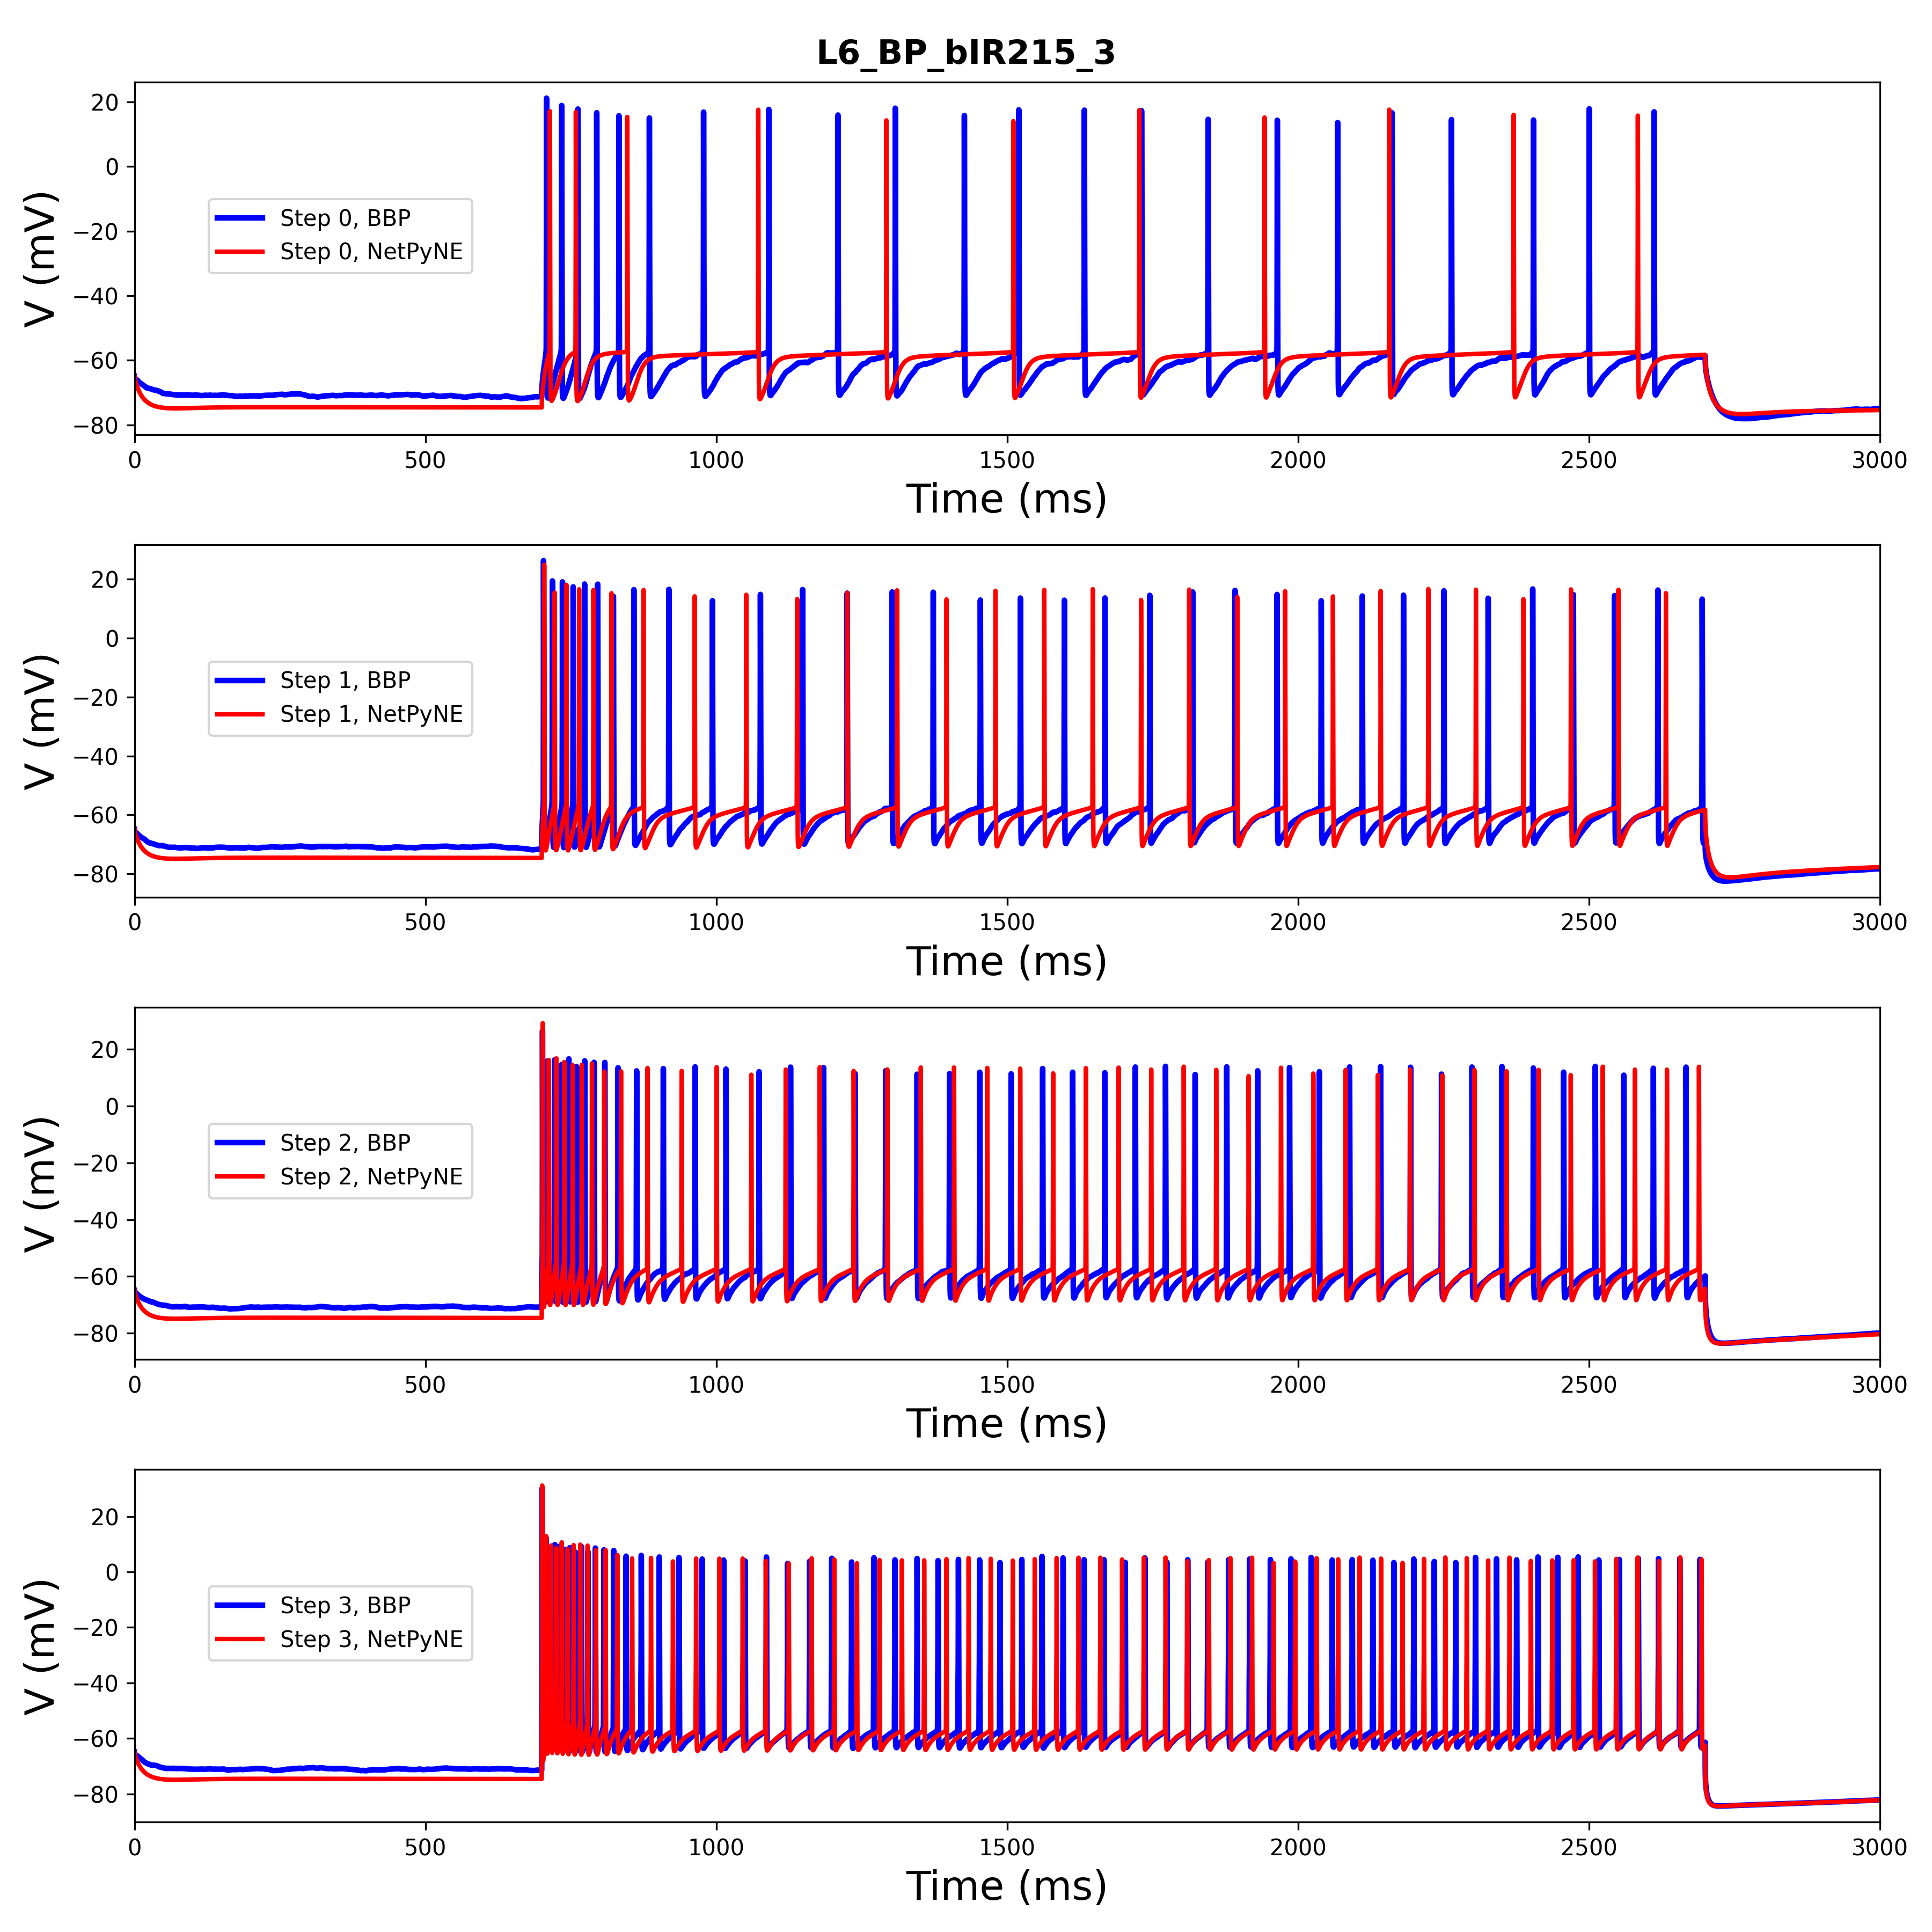 L6_BP_bIR215_3
20
0
−20
−40
−60
−80
V (mV)
Step 0, BBP
Step 0, NetPyNE
0 500 1000 1500 2000 2500 3000
Time (ms)
20
0
−20
−40
−60
−80
V (mV)
Step 1, BBP
Step 1, NetPyNE
0 500 1000 1500 2000 2500 3000
Time (ms)
20
0
−20
−40
−60
−80
V (mV)
Step 2, BBP
Step 2, NetPyNE
0 500 1000 1500 2000 2500 3000
Time (ms)
20
0
−20
−40
−60
−80
V (mV)
Step 3, BBP
Step 3, NetPyNE
0 500 1000 1500 2000 2500 3000
Time (ms)